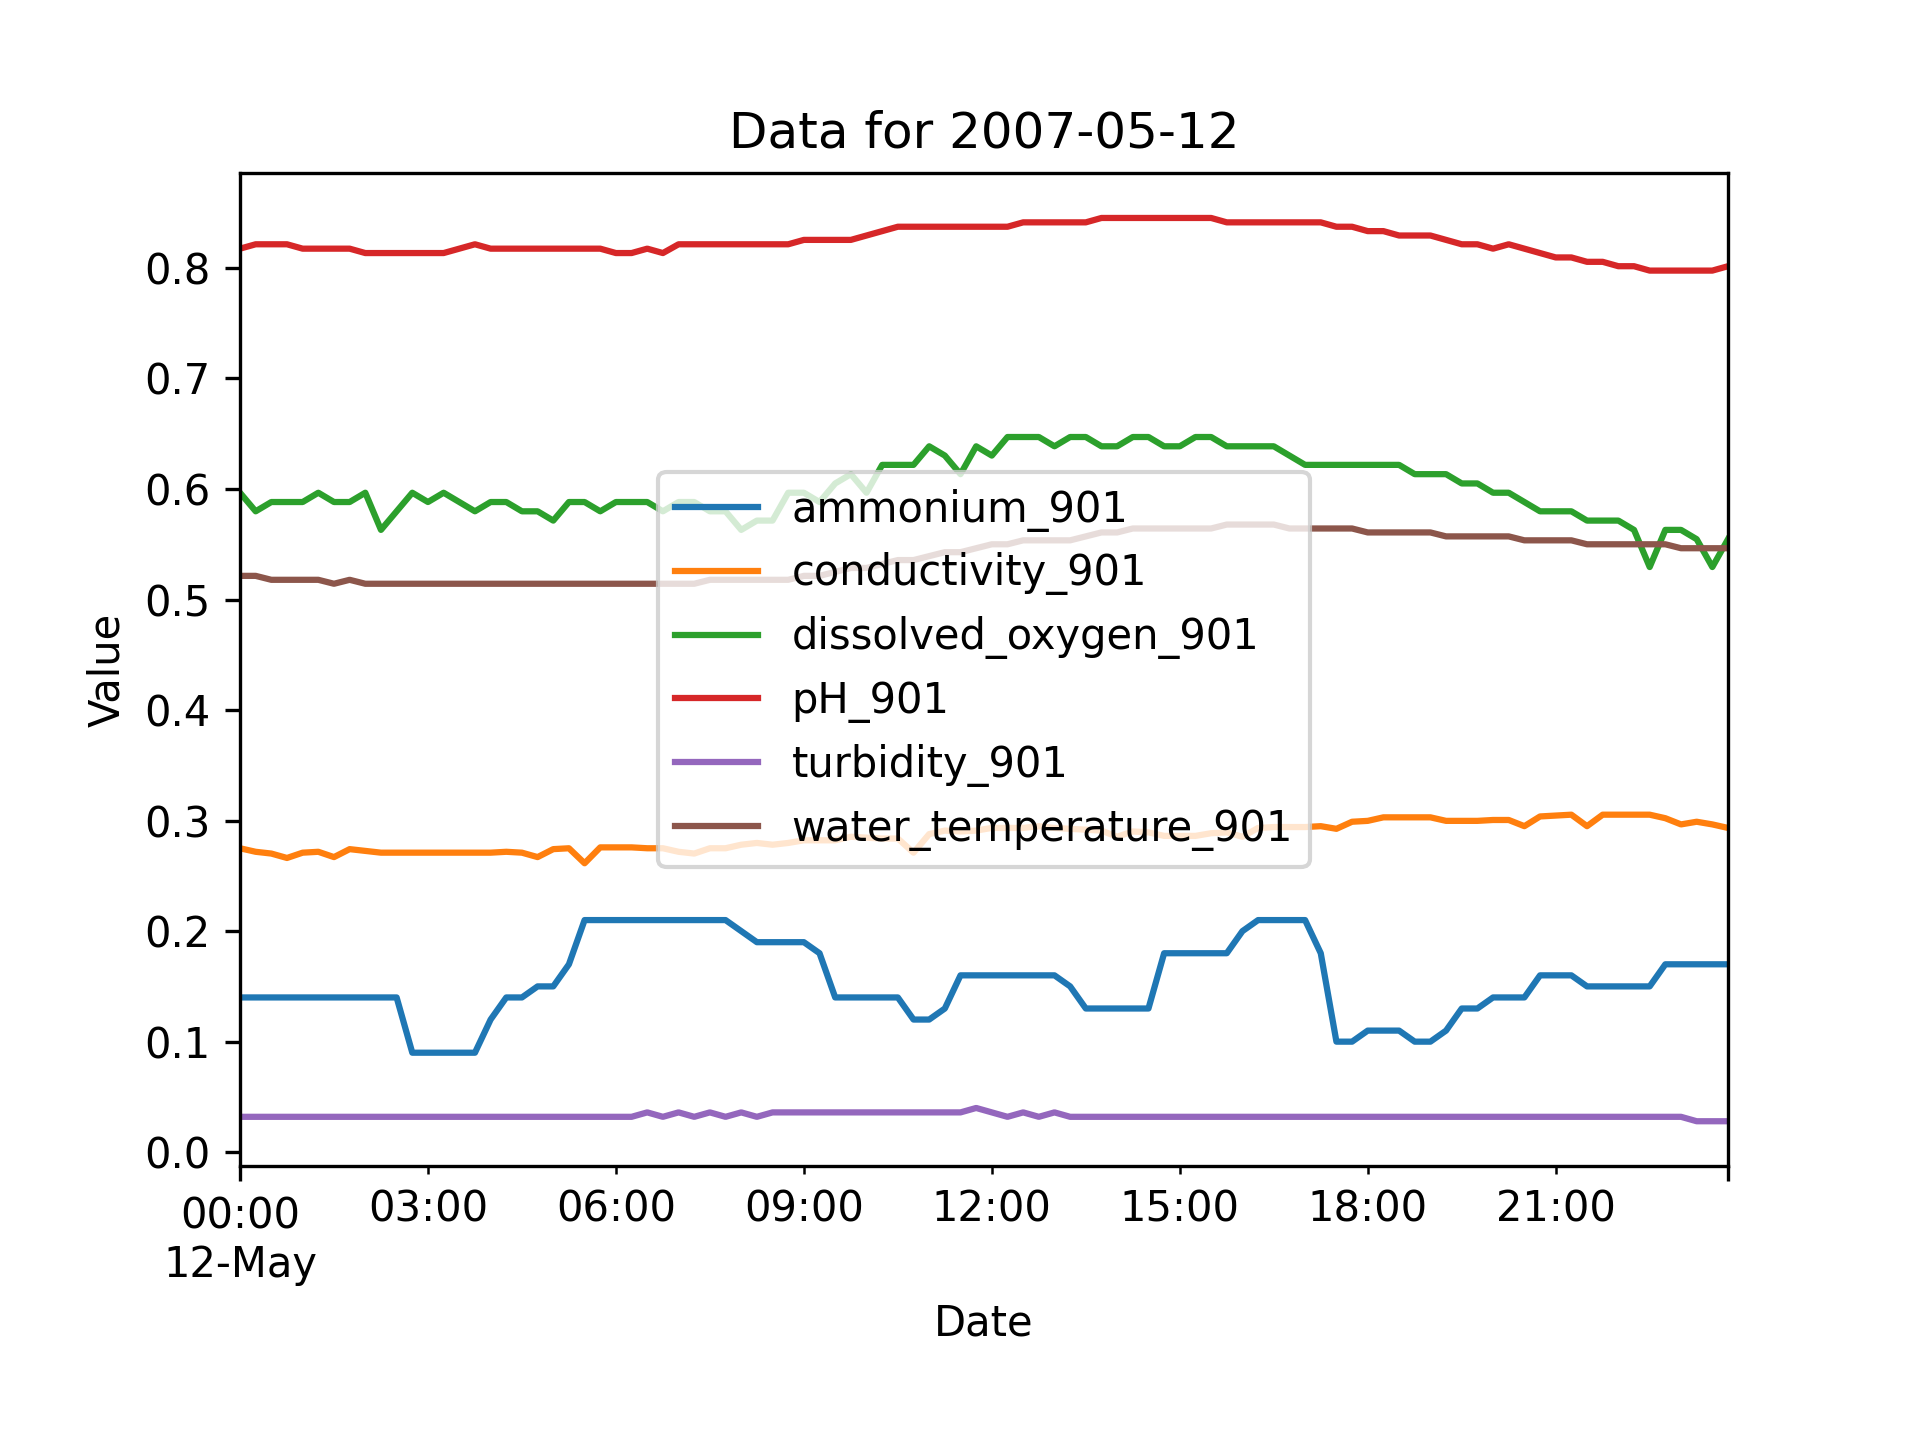 Data for 2007-05-12
Value
0.8
0.7
0.6
0.5
0.4
0.3
0.2
0.1
0.0
ammonium_901
conductivity_901
dissolved_oxygen_901
pH_901
turbidity_901
water_temperature_901
00:00 03:00 06:00 09:00 12:00 15:00 18:00 21:00
12-May
Date